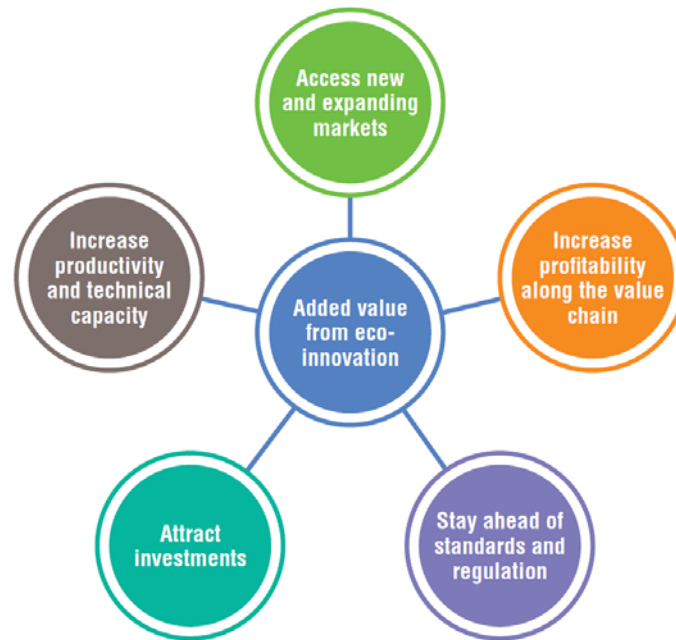 Access new
and expanding
markets
Increase
productivity
and technical
capacity
Increase
profitability
along the value
chain
Added value
from eco-
innovation
Attract
investments
Stay ahead of
standards and
regulation